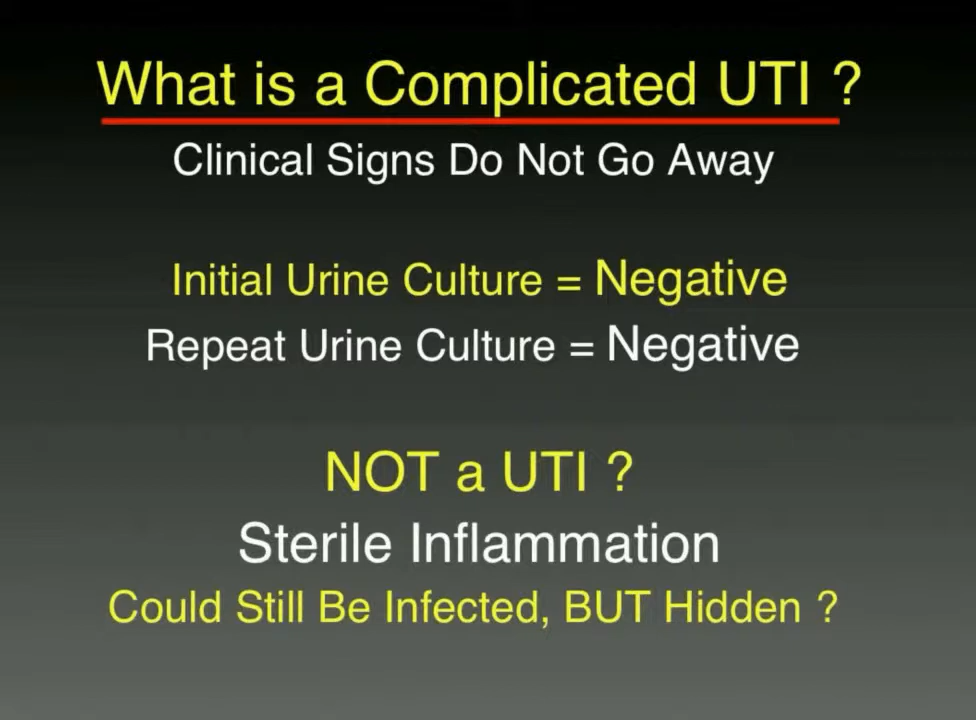 What is a Complicated UTI ?
Clinical Signs Do Not Go Away
Initial Urine Culture = Negative
Repeat Urine Culture = Negative
NOT a UTI ?
Sterile Inflammation
Could Still Be Infected, BUT Hidden ?